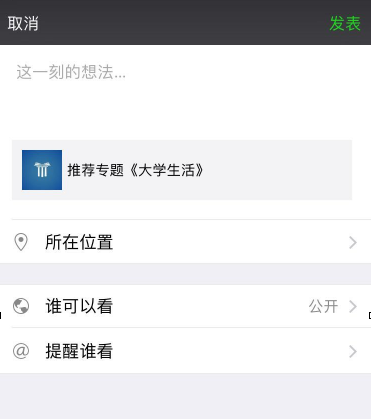 取消
发表
这一刻的想法...
推荐专题《大学生活》
所在位置
谁可以看
公开
@
提醒谁看